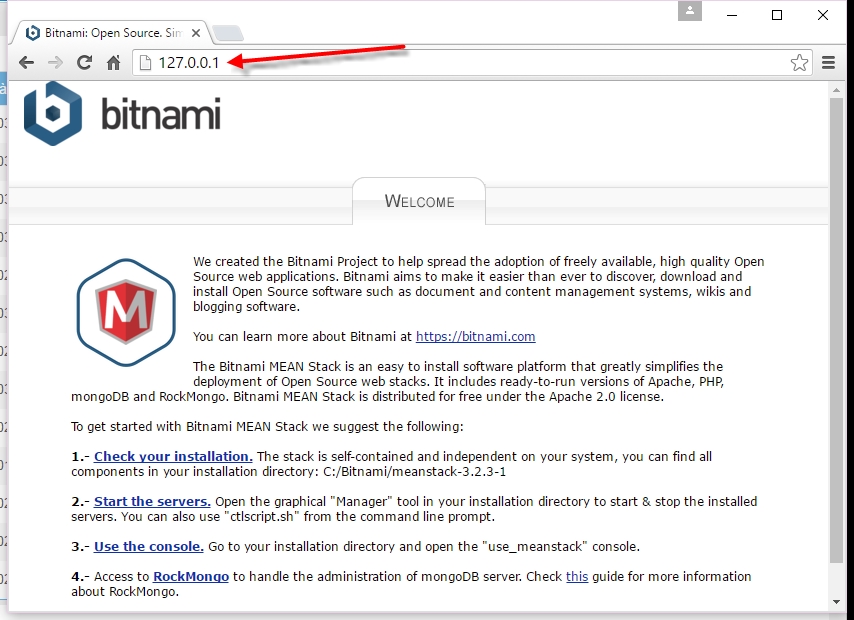 Bitnami: Open Source. Sim
127.0.0.1
bitnami
WELCOME
We created the Bitnami Project to help spread the adoption of freely available, high quality Open
Source web applications. Bitnami aims to make it easier than ever to discover, download and
install Open Source software such as document and content management systems, wikis and
blogging software.
You can learn more about Bitnami at https://bitnami.com
M
The Bitnami MEAN Stack is an easy to install software platform that greatly simplifies the
deployment of Open Source web stacks. It includes ready-to-run versions of Apache, PHP,
mongoDB and RockMongo. Bitnami MEAN Stack is distributed for free under the Apache 2.0 license.
To get started with Bitnami MEAN Stack we suggest the following:
1.- Check your installation. The stack is self-contained and independent on your system, you can find all
components in your installation directory: C:/Bitnami/meanstack-3.2.3-1
2.- Start the servers. Open the graphical "Manager" tool in your installation directory to start & stop the installed
servers. You can also use "ctlscript.sh" from the command line prompt.
3.- Use the console. Go to your installation directory and open the "use_meanstack" console.
4.- Access to RockMongo to handle the administration of mongoDB server. Check this guide for more information
about RockMongo.